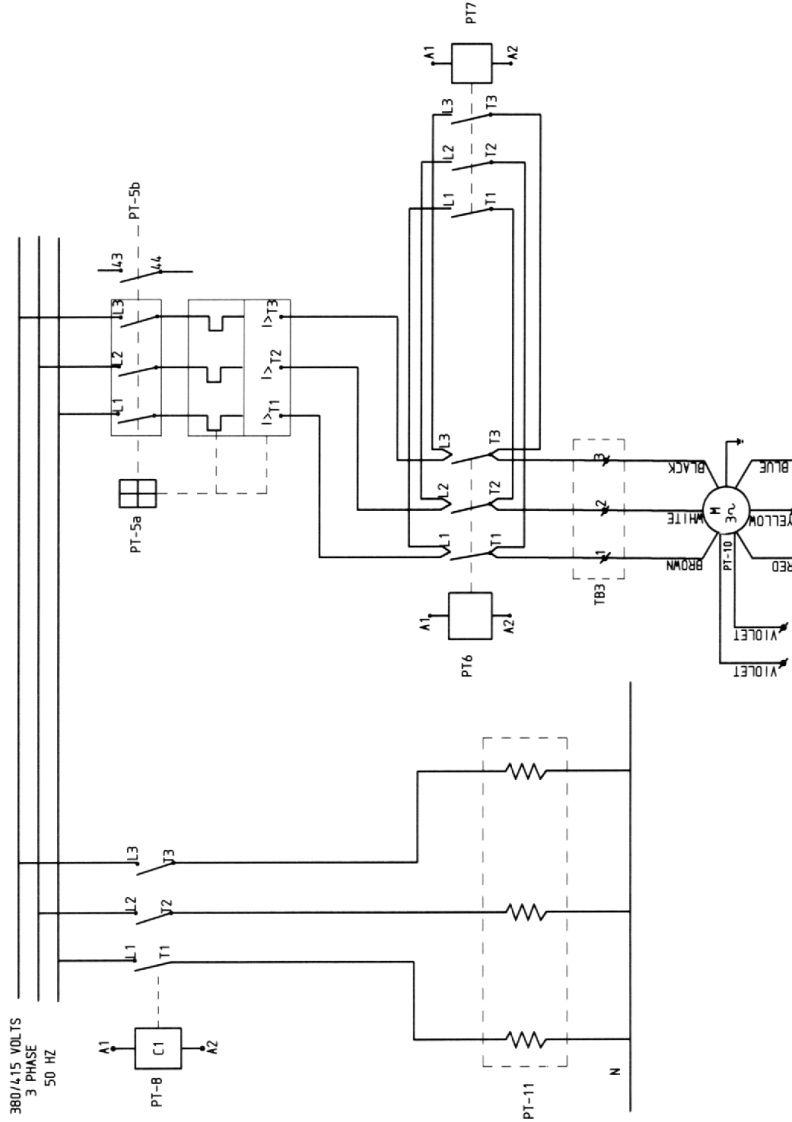 380/415 VOLTS
3 PHASE
50 HZ
PT-8
A1
C1
A2
L1
L2
L3
T1
T2
T3
PT-11
N
PT-5a
PT-5b
L1
L2
L3
43
44
I>T1
I>T2
I>T3
PT6
A1
A2
L1
L2
L3
T1
T2
T3
PT7
A1
A2
L1
L2
L3
T1
T2
T3
TB3
1
2
3
BROWN
WHITE
BLACK
PT-10
M
3~
VIOLET
VIOLET
RED
YELLOW
BLUE